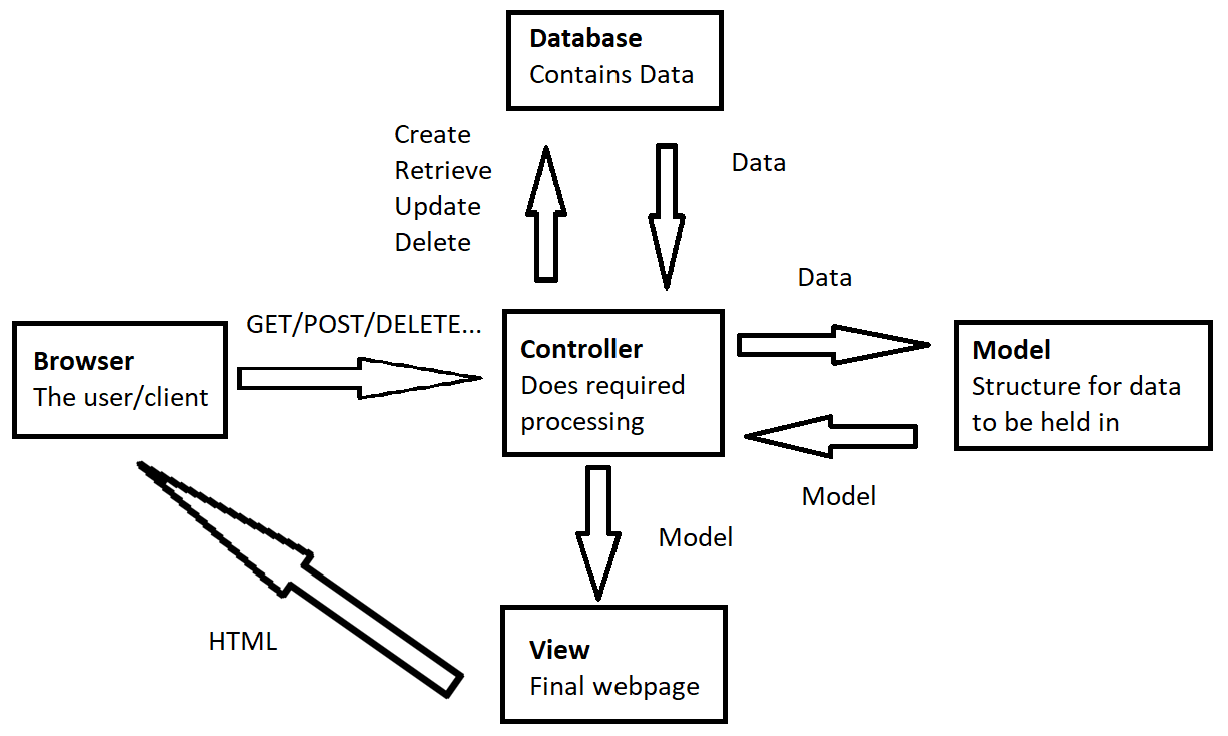 Database
Contains Data
Create
Retrieve
Update
Delete
Data
Data
GET/POST/DELETE...
Browser
The user/client
Controller
Does required
processing
Model
Structure for data
to be held in
Model
Model
HTML
View
Final webpage